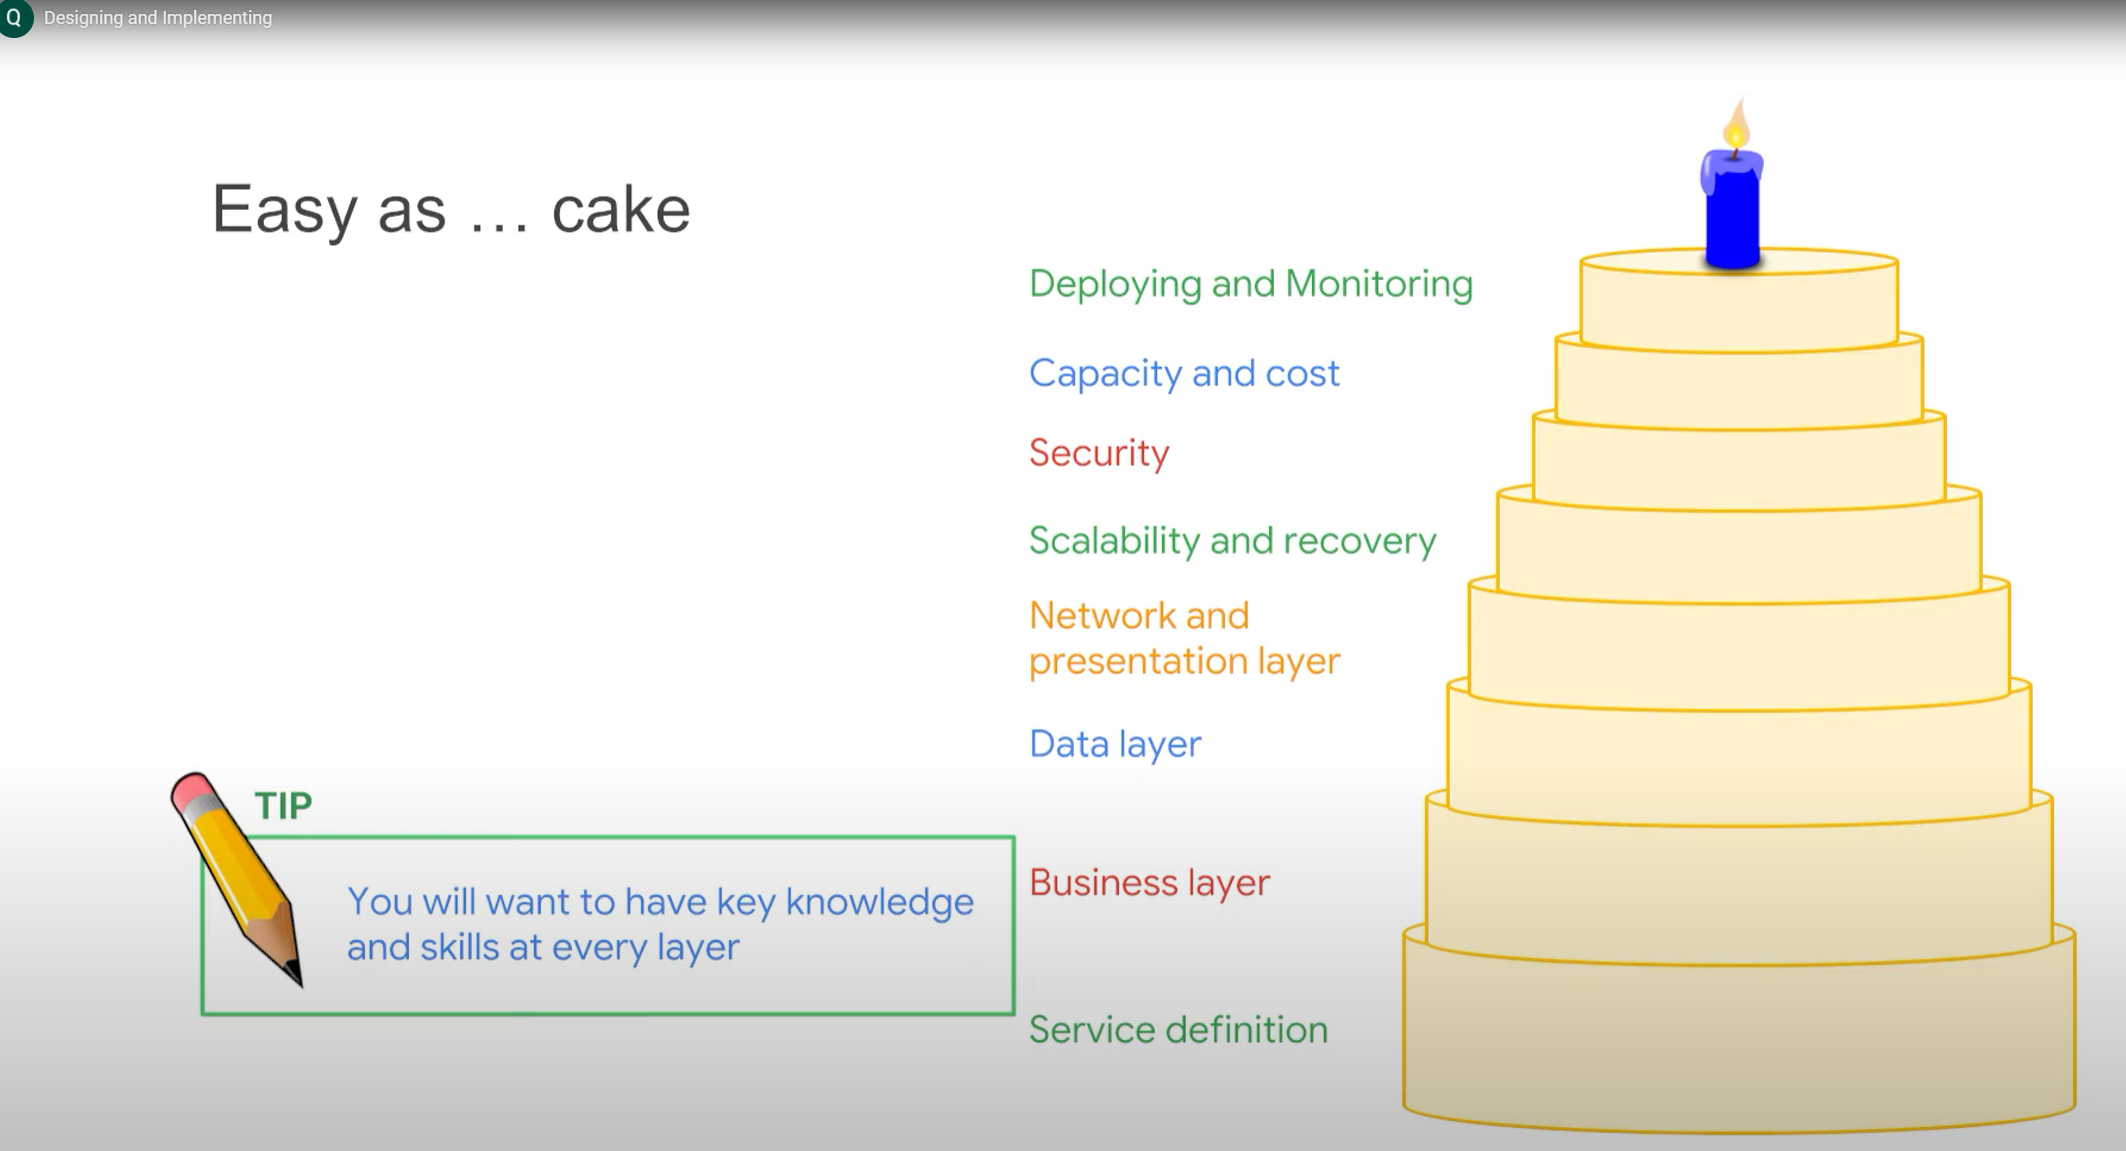 Q Designing and Implementing
Easy as ... cake
Deploying and Monitoring
Capacity and cost
Security
Scalability and recovery
Network and
presentation layer
Data layer
Business layer
Service definition
TIP
You will want to have key knowledge
and skills at every layer